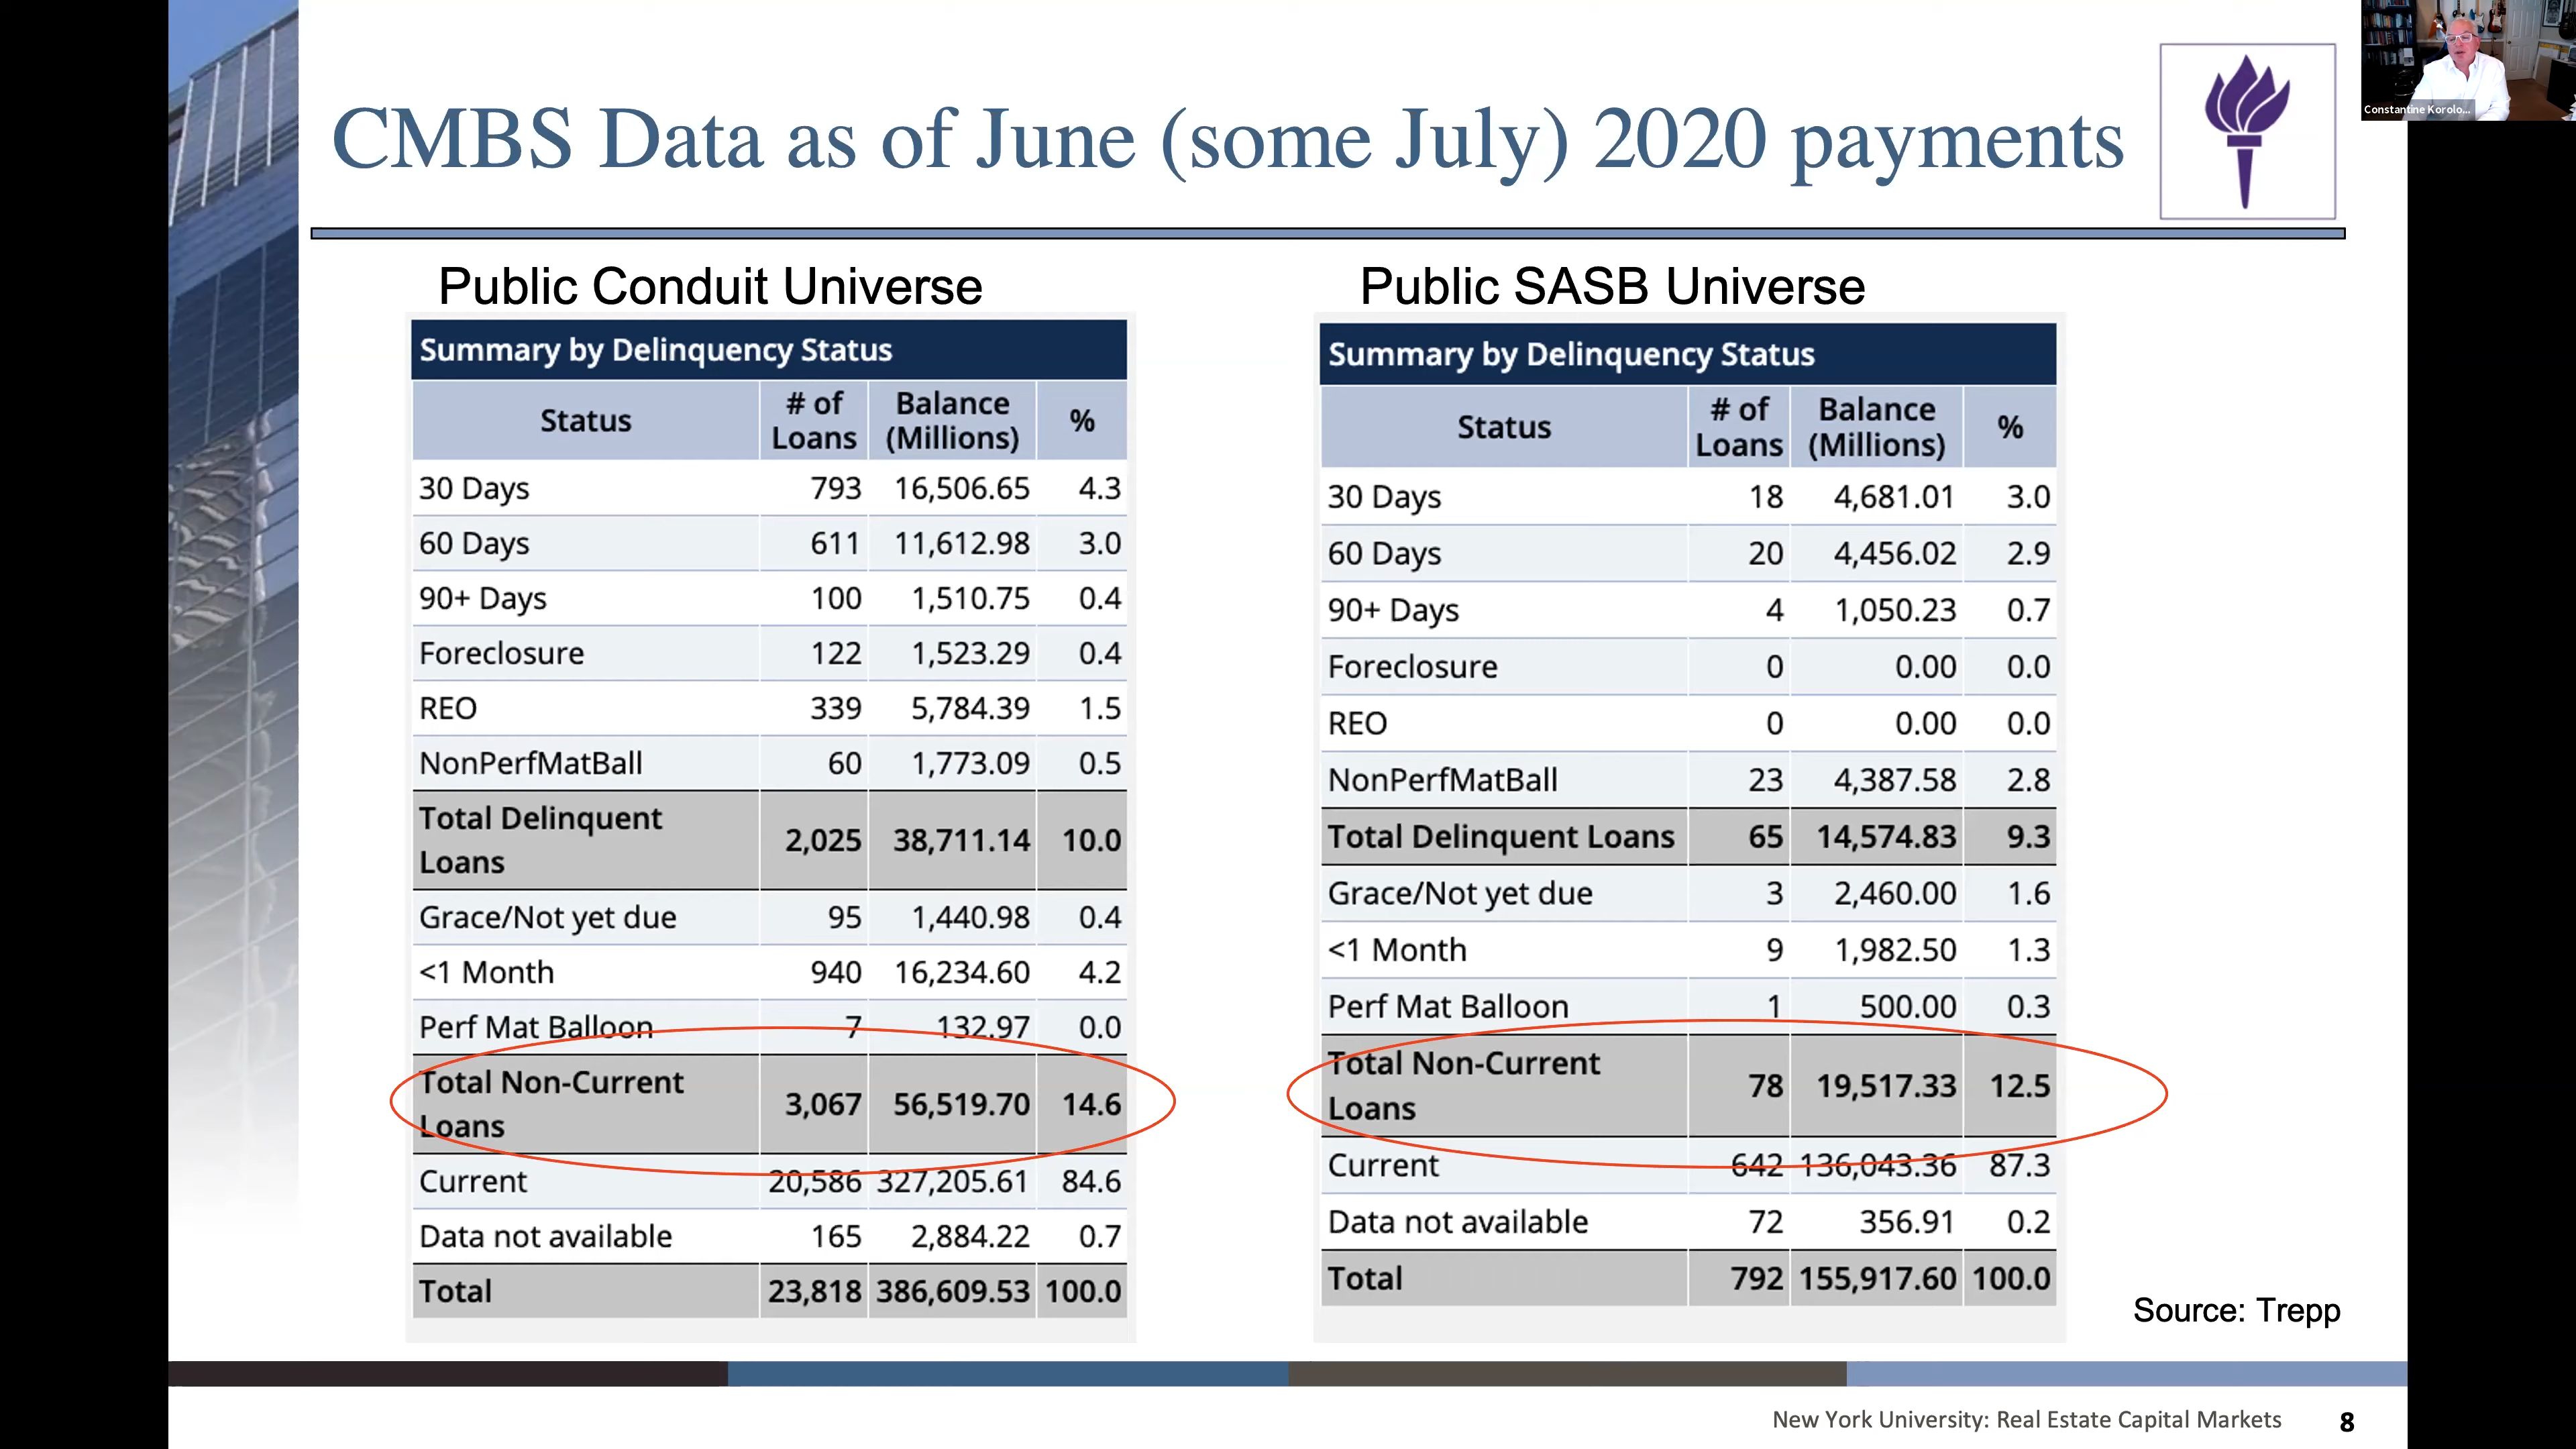 CMBS Data as of June (some July) 2020 payments
Constantine Korolo...
Public Conduit Universe
Summary by Delinquency Status
Status # of Loans Balance (Millions) %
30 Days 793 16,506.65 4.3
60 Days 611 11,612.98 3.0
90+ Days 100 1,510.75 0.4
Foreclosure 122 1,523.29 0.4
REO 339 5,784.39 1.5
NonPerfMatBall 60 1,773.09 0.5
Total Delinquent Loans 2,025 38,711.14 10.0
Grace/Not yet due 95 1,440.98 0.4
<1 Month 940 16,234.60 4.2
Perf Mat Balloon 7 132.97 0.0
Total Non-Current Loans 3,067 56,519.70 14.6
Current 20,586 327,205.61 84.6
Data not available 165 2,884.22 0.7
Total 23,818 386,609.53 100.0
Public SASB Universe
Summary by Delinquency Status
Status # of Loans Balance (Millions) %
30 Days 18 4,681.01 3.0
60 Days 20 4,456.02 2.9
90+ Days 4 1,050.23 0.7
Foreclosure 0 0.00 0.0
REO 0 0.00 0.0
NonPerfMatBall 23 4,387.58 2.8
Total Delinquent Loans 65 14,574.83 9.3
Grace/Not yet due 3 2,460.00 1.6
<1 Month 9 1,982.50 1.3
Perf Mat Balloon 1 500.00 0.3
Total Non-Current Loans 78 19,517.33 12.5
Current 642 136,043.36 87.3
Data not available 72 356.91 0.2
Total 792 155,917.60 100.0
Source: Trepp
New York University: Real Estate Capital Markets 8